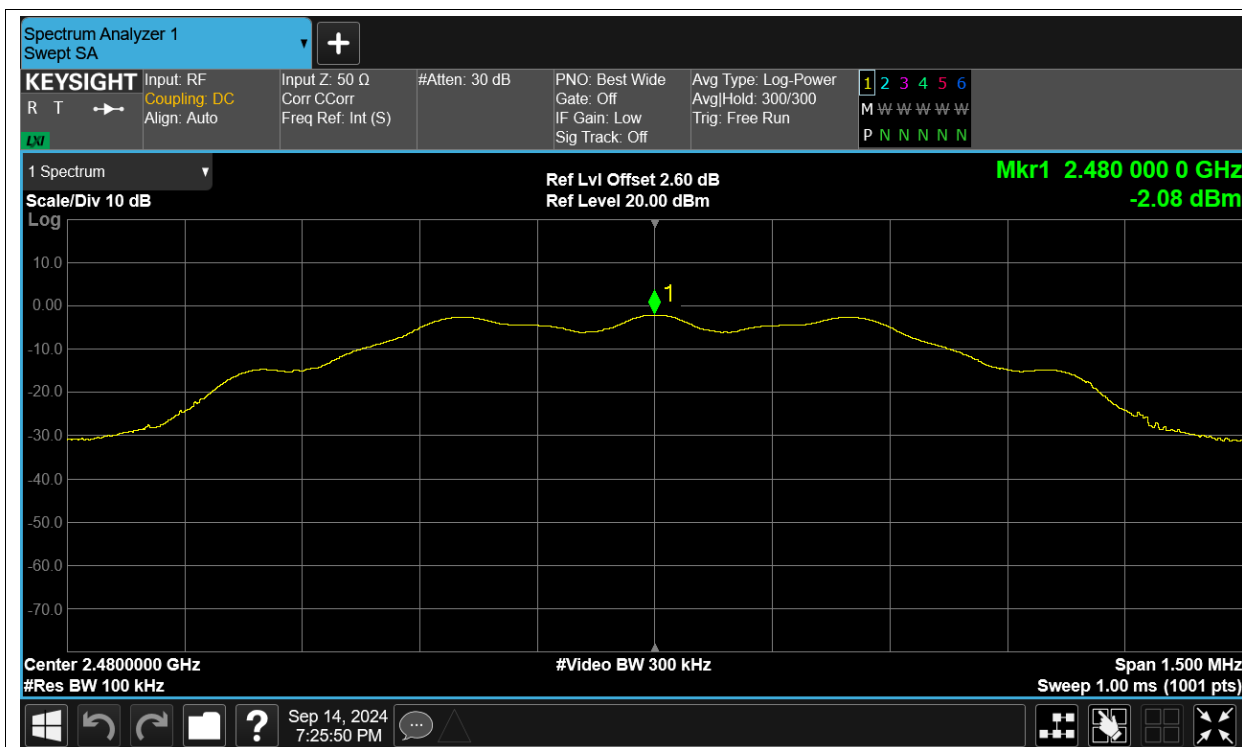 Spectrum Analyzer 1
Swept SA
KEYSIGHT
R T
LXI
Input: RF
Coupling: DC
Align: Auto
Input Z: 50 Ω
Corr CCorr
Freq Ref: Int (S)
#Atten: 30 dB
PNO: Best Wide
Gate: Off
IF Gain: Low
Sig Track: Off
Avg Type: Log-Power
Avg|Hold: 300/300
Trig: Free Run
1 2 3 4 5 6
M W W W W W
P N N N N N
1 Spectrum
Scale/Div 10 dB
Ref Lvl Offset 2.60 dB
Ref Level 20.00 dBm
Mkr1 2.480 000 0 GHz
-2.08 dBm
Log
10.0
0.00
-10.0
-20.0
-30.0
-40.0
-50.0
-60.0
-70.0
1
Center 2.4800000 GHz
#Res BW 100 kHz
#Video BW 300 kHz
Span 1.500 MHz
Sweep 1.00 ms (1001 pts)
?
Sep 14, 2024
7:25:50 PM